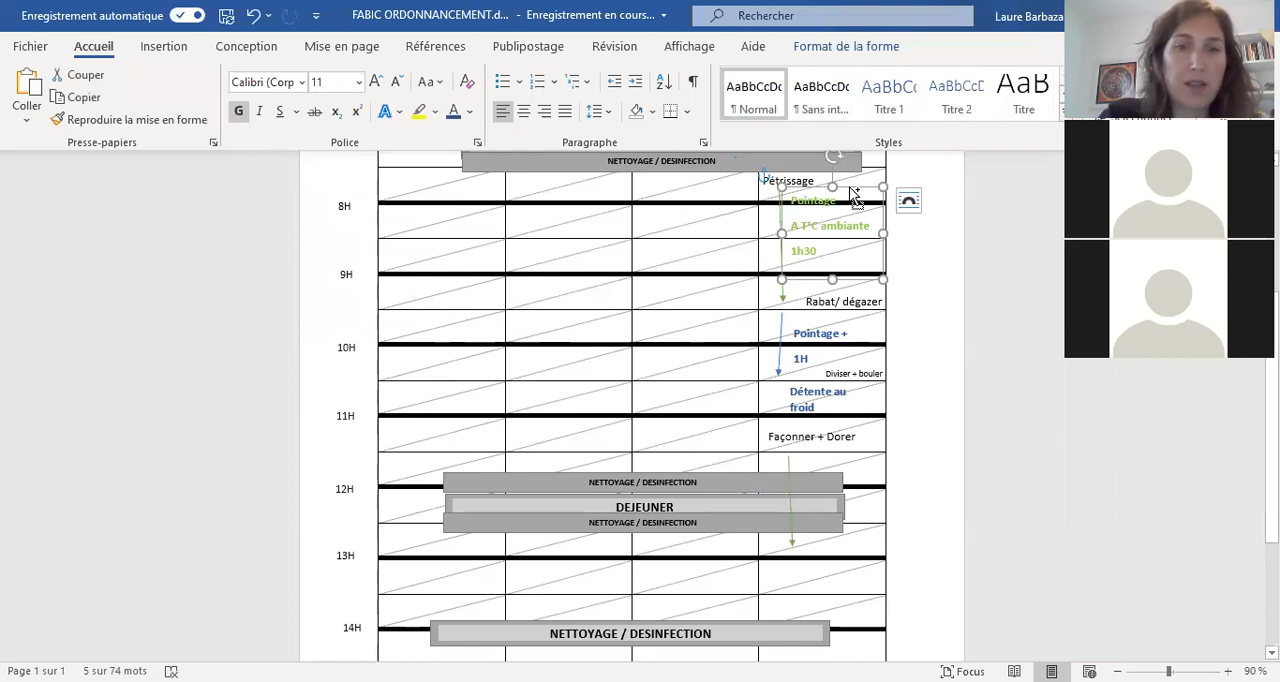 Enregistrement automatique
FABIC ORDONNANCEMENT.d...
Enregistrement en cours...
Rechercher
Laure Barbaza
Fichier
Accueil
Insertion
Conception
Mise en page
Références
Publipostage
Révision
Affichage
Aide
Format de la forme
Coller
Couper
Copier
Reproduire la mise en forme
Presse-papiers
Calibri (Corp
11
Police
Paragraphe
AaBbCcDc
¶ Normal
AaBbCcDc
¶ Sans int...
AaBbCc
Titre 1
AaBbCcD
Titre 2
AaB
Titre
Styles
NETTOYAGE / DESINFECTION
Pétrissage
8H
Pointage
A T°C ambiante
1h30
9H
Rabat/ dégazer
Pointage +
10H
1H
Diviser + bouler
Détente au
froid
11H
Façonner + Dorer
NETTOYAGE / DESINFECTION
12H
DEJEUNER
NETTOYAGE / DESINFECTION
13H
14H
NETTOYAGE / DESINFECTION
Page 1 sur 1
5 sur 74 mots
Focus
90 %